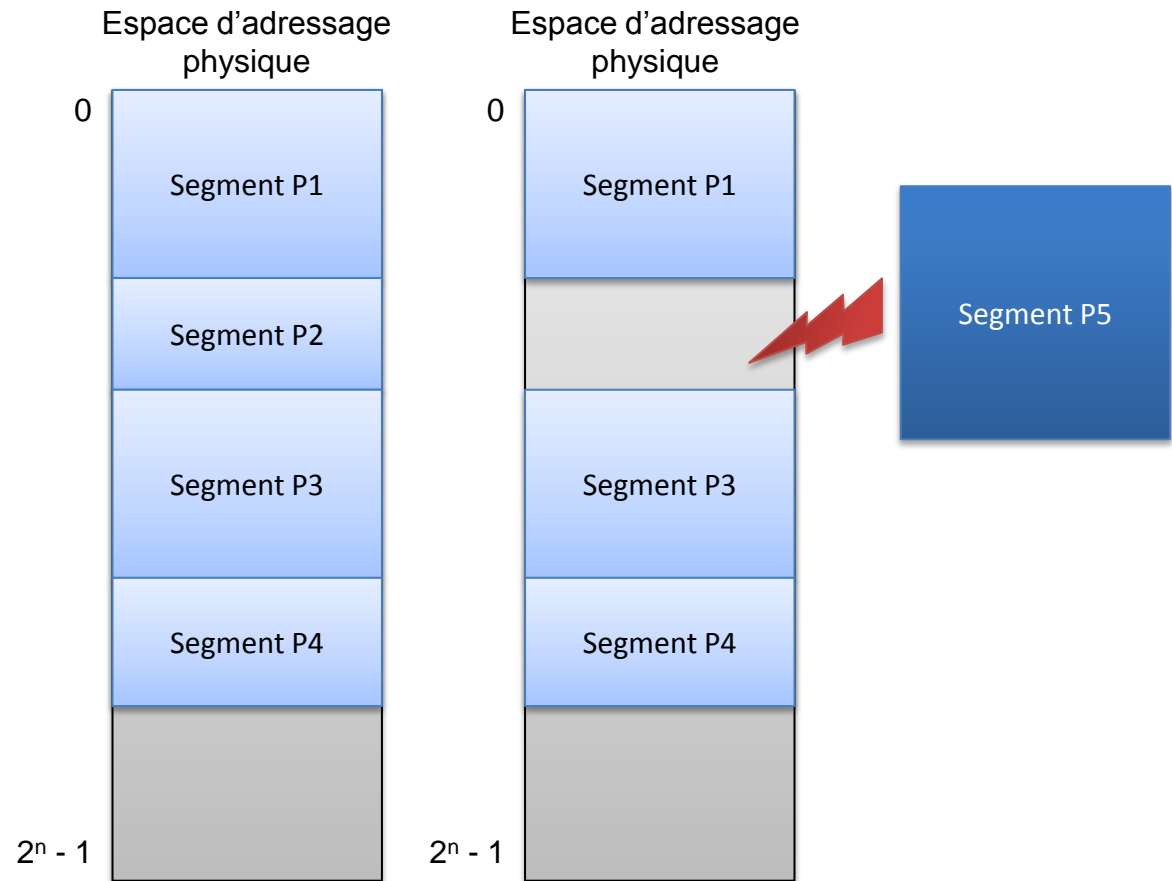 Espace d'adressage
physique
0
Segment P1
Segment P2
Segment P3
Segment P4
2ⁿ - 1
Espace d'adressage
physique
0
Segment P1
Segment P3
Segment P4
2ⁿ - 1
Segment P5